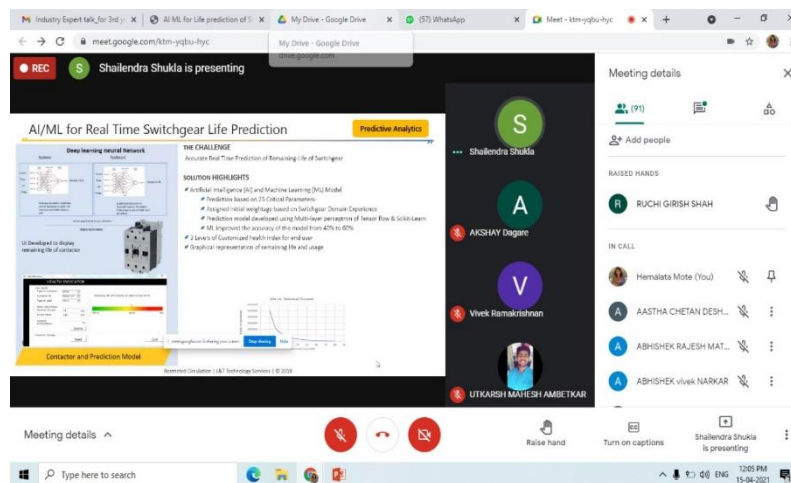 Industry Expert talk_for 3rd y
AI ML for Life prediction of S
My Drive - Google Drive
(57) WhatsApp
Meet - ktm-yqbu-hyc
meet.google.com/ktm-yqbu-hyc
My Drive - Google Drive
drive.google.com
REC
S
Shailendra Shukla is presenting
AI/ML for Real Time Switchgear Life Prediction
Predictive Analytics
Deep learning neural Network
THE CHALLENGE
Accurate Real Time Prediction of Remaining Life of Switchgear
SOLUTION HIGHLIGHTS
Artificial Intelligence (AI) and Machine Learning (ML) Model
Prediction based on 25 Critical Parameters
Assigned initial weightage based on Switchgear Domain Experience
Prediction model developed using Multi-layer perceptron of Tensor flow & Scikit-Learn
ML improved the accuracy of the model from 40% to 60%
3 Levels of Customized health index for end user
Graphical representation of remaining life and usage
UI Developed to display
remaining life of contactor
Stop sharing
Hide
Contactor and Prediction Model
Restricted Circulation | L&T Technology Services | © 2018
S
Shailendra Shukla
A
AKSHAY Dagare
V
Vivek Ramakrishnan
UTKARSH MAHESH AMBETKAR
Meeting details
(91)
Add people
RAISED HANDS
R
RUCHI GIRISH SHAH
IN CALL
Hemalata Mote (You)
A
AASTHA CHETAN DESH...
A
ABHISHEK RAJESH MAT...
A
ABHISHEK vivek NARKAR
Meeting details
Raise hand
Turn on captions
Shailendra Shukla
is presenting
Type here to search
ENG
12:05 PM
15-04-2021